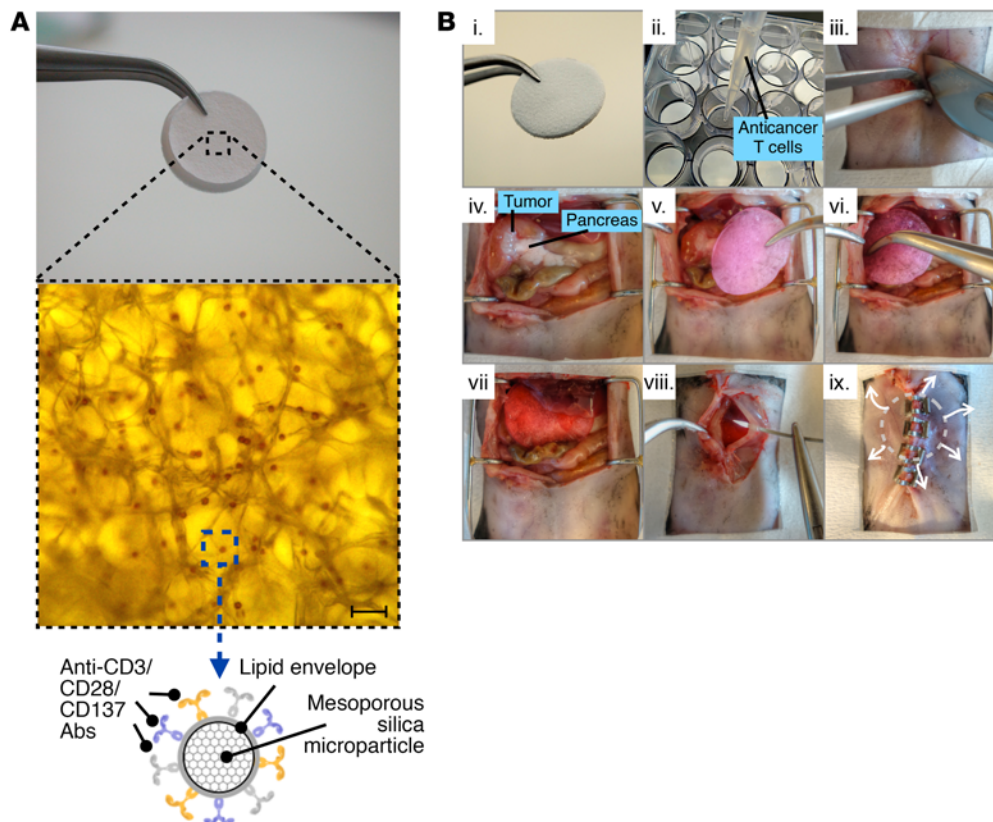 A
Anti-CD3/
CD28/
CD137
Abs
Lipid envelope
Mesoporous
silica
microparticle
B
i.
ii.
Anticancer
T cells
iii.
iv.
Tumor
Pancreas
v.
vi.
vii
viii.
ix.